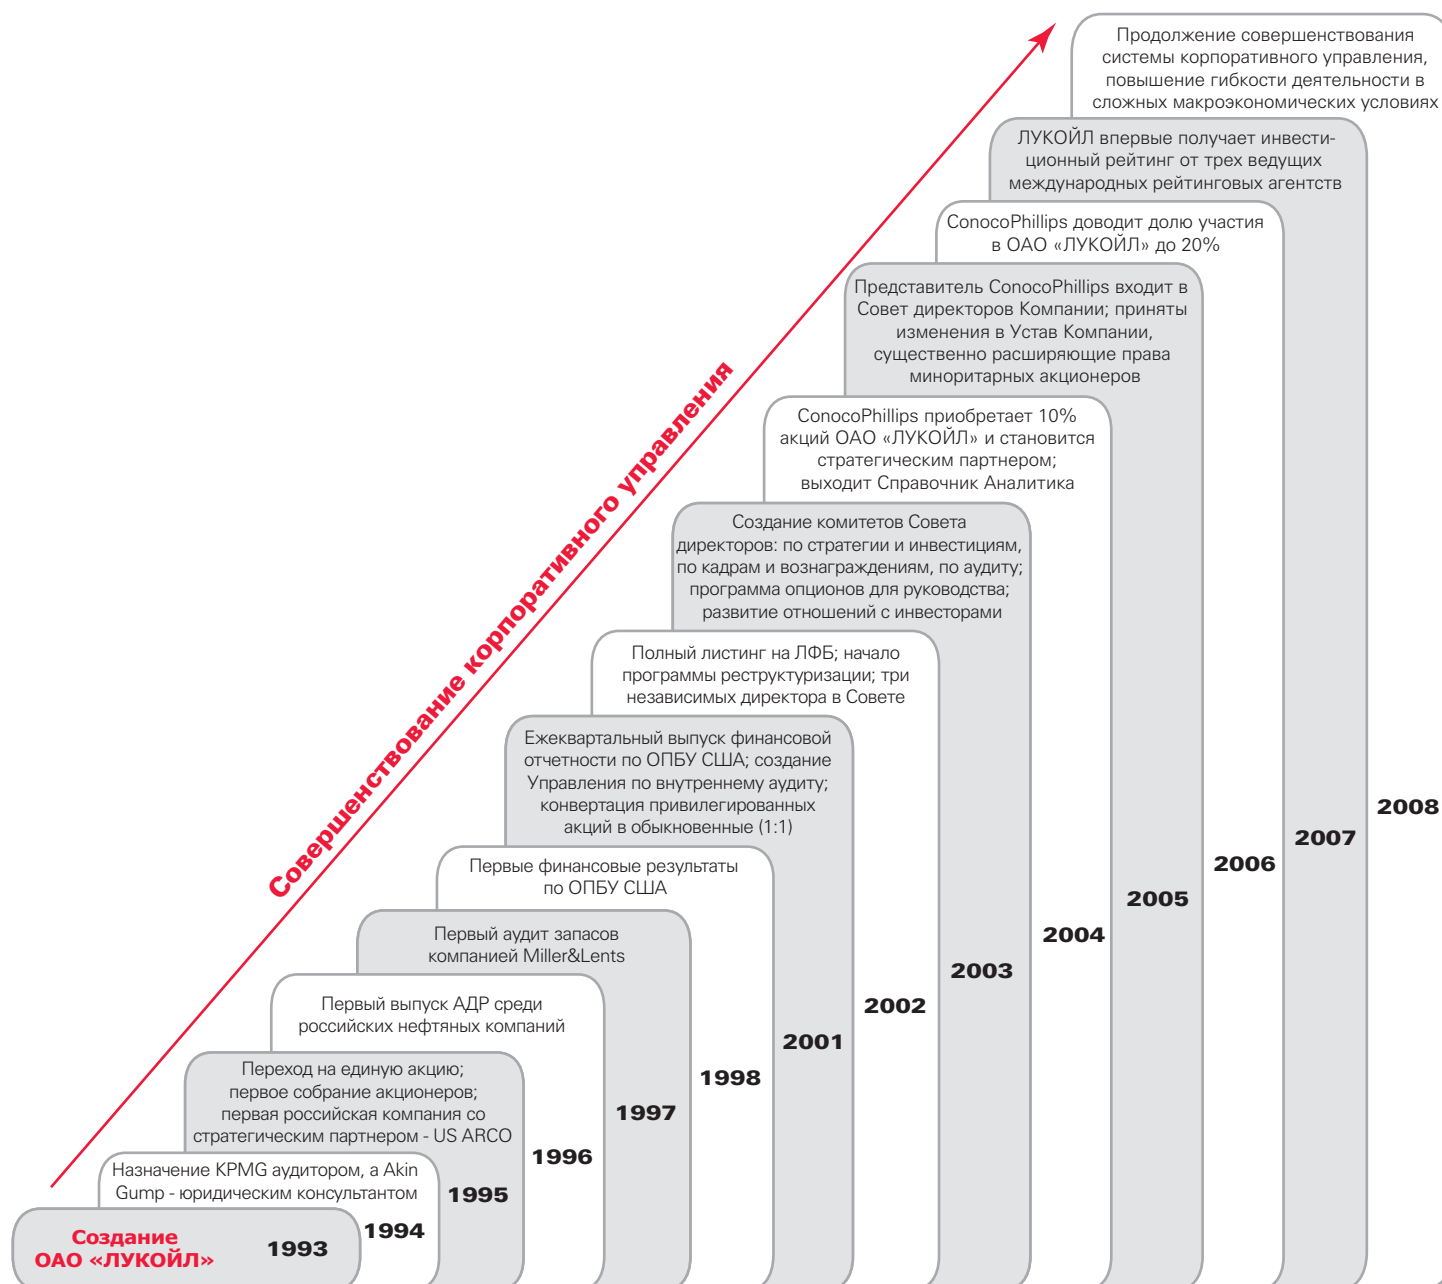 Продолжение совершенствования
системы корпоративного управления,
повышение гибкости деятельности в
сложных макроэкономических условиях
ЛУКОЙЛ впервые получает инвести-
ционный рейтинг от трех ведущих
международных рейтинговых агентств
ConocoPhillips доводит долю участия
в ОАО «ЛУКОЙЛ» до 20%
Представитель ConocoPhillips входит в
Совет директоров Компании; приняты
изменения в Устав Компании,
существенно расширяющие права
миноритарных акционеров
ConocoPhillips приобретает 10%
акций ОАО «ЛУКОЙЛ» и становится
стратегическим партнером;
выходит Справочник Аналитика
Создание комитетов Совета
директоров: по стратегии и инвестициям,
по кадрам и вознаграждениям, по аудиту;
программа опционов для руководства;
развитие отношений с инвесторами
Полный листинг на ЛФБ; начало
программы реструктуризации; три
независимых директора в Совете
Ежеквартальный выпуск финансовой
отчетности по ОПБУ США; создание
Управления по внутреннему аудиту;
конвертация привилегированных
акций в обыкновенные (1:1)
Первые финансовые результаты
по ОПБУ США
Первый аудит запасов
компанией Miller&Lents
Первый выпуск АДР среди
российских нефтяных компаний
Переход на единую акцию;
первое собрание акционеров;
первая российская компания со
стратегическим партнером - US ARCO
Назначение KPMG аудитором, а Akin
Gump - юридическим консультантом
Создание
ОАО «ЛУКОЙЛ»
1993
1994
1995
1996
1997
1998
2001
2002
2003
2004
2005
2006
2007
2008
Совершенствование корпоративного управления